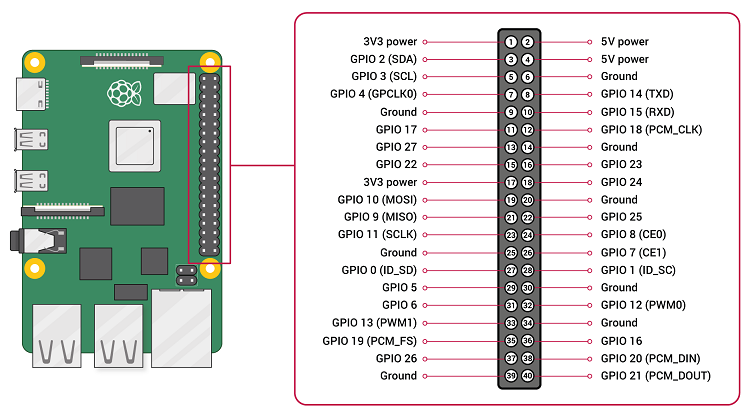 3V3 power 1 2 5V power
GPIO 2 (SDA) 3 4 5V power
GPIO 3 (SCL) 5 6 Ground
GPIO 4 (GPCLK0) 7 8 GPIO 14 (TXD)
Ground 9 10 GPIO 15 (RXD)
GPIO 17 11 12 GPIO 18 (PCM_CLK)
GPIO 27 13 14 Ground
GPIO 22 15 16 GPIO 23
3V3 power 17 18 GPIO 24
GPIO 10 (MOSI) 19 20 Ground
GPIO 9 (MISO) 21 22 GPIO 25
GPIO 11 (SCLK) 23 24 GPIO 8 (CE0)
Ground 25 26 GPIO 7 (CE1)
GPIO 0 (ID_SD) 27 28 GPIO 1 (ID_SC)
GPIO 5 29 30 Ground
GPIO 6 31 32 GPIO 12 (PWM0)
GPIO 13 (PWM1) 33 34 Ground
GPIO 19 (PCM_FS) 35 36 GPIO 16
GPIO 26 37 38 GPIO 20 (PCM_DIN)
Ground 39 40 GPIO 21 (PCM_DOUT)